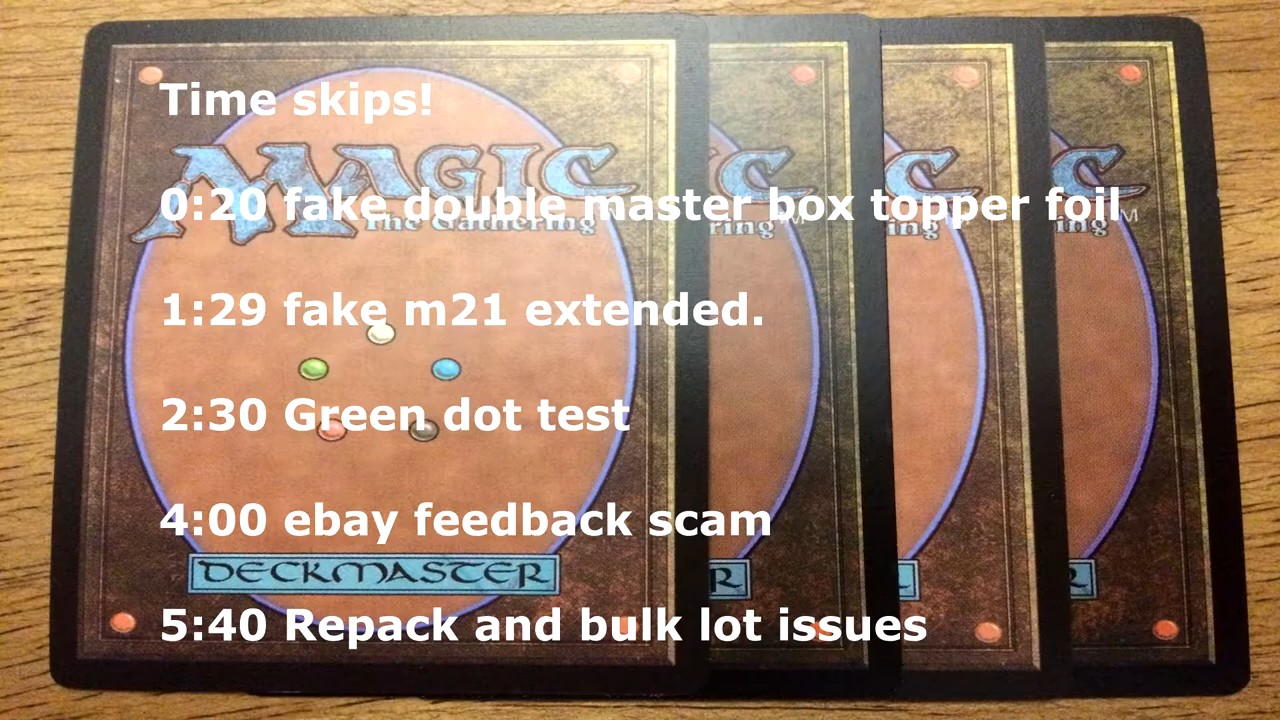 Time skips!
MAGIC
The Gathering
0:20 fake double master box topper foil
1:29 fake m21 extended.
2:30 Green dot test
4:00 ebay feedback scam
DECKMASTER
5:40 Repack and bulk lot issues